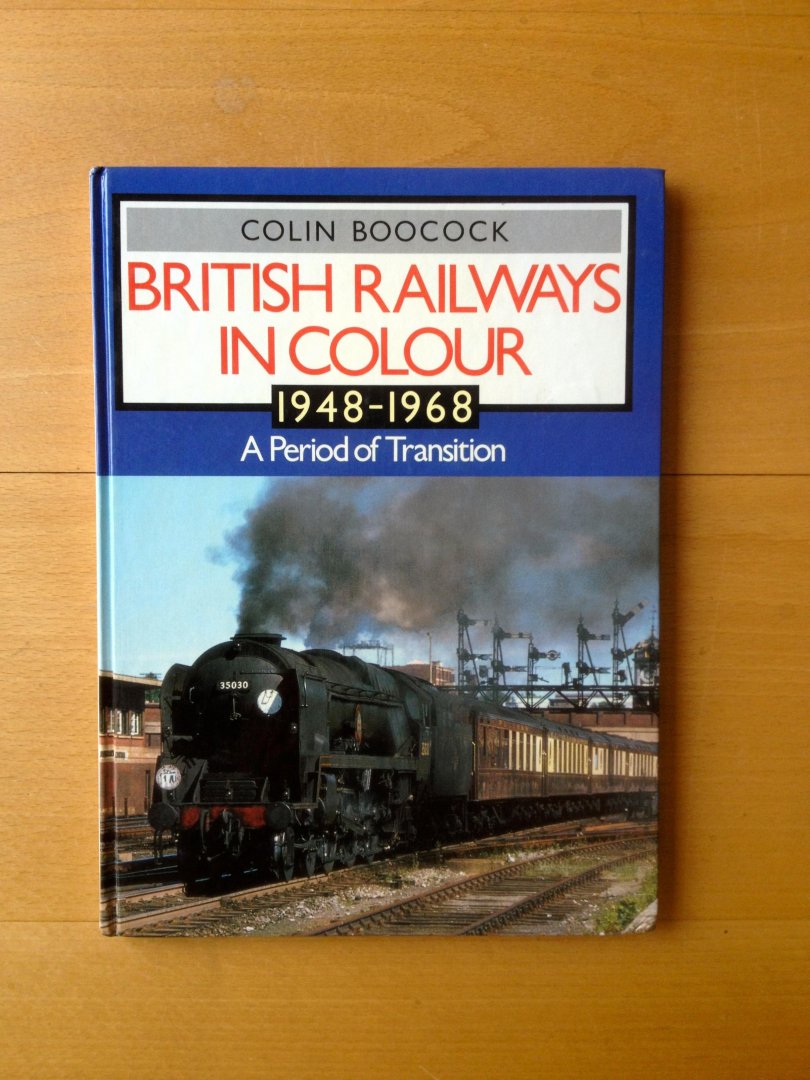 COLIN BOOCOCK
BRITISH RAILWAYS
IN COLOUR
1948–1968
A Period of Transition
35030